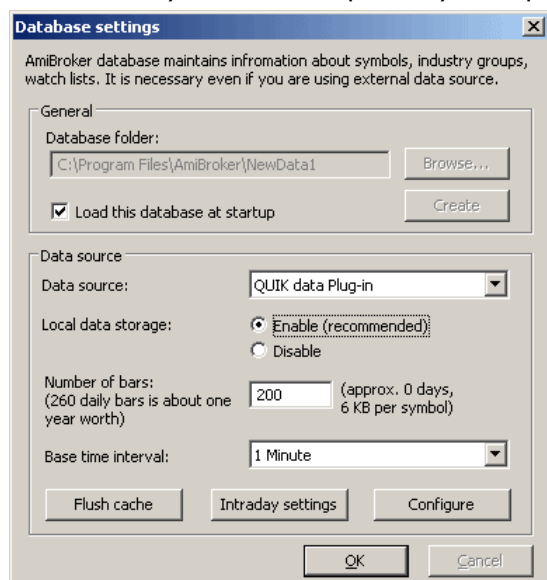 Database settings
AmiBroker database maintains infromation about symbols, industry groups,
watch lists. It is necessary even if you are using external data source.
General
Database folder:
C:\Program Files\AmiBroker\NewData1
Browse...
Load this database at startup
Create
Data source
Data source:
QUIK data Plug-in
Local data storage:
Enable (recommended)
Disable
Number of bars:
(260 daily bars is about one
year worth)
200
(approx. 0 days,
6 KB per symbol)
Base time interval:
1 Minute
Flush cache
Intraday settings
Configure
OK
Cancel